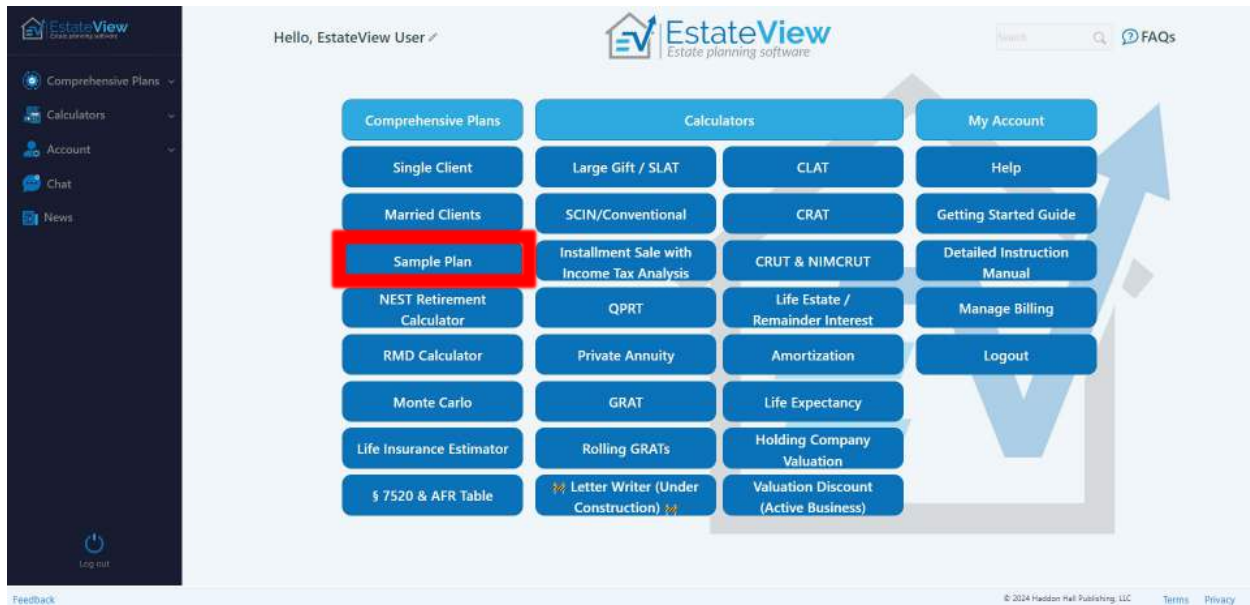 EstateView
Estate planning software
Hello, EstateView User
EstateView
Estate planning software
Search
FAQs
Comprehensive Plans
Calculators
Account
Chat
News
Log out
Comprehensive Plans
Calculators
My Account
Single Client
Large Gift / SLAT
CLAT
Help
Married Clients
SCIN/Conventional
CRAT
Getting Started Guide
Sample Plan
Installment Sale with
Income Tax Analysis
CRUT & NIMCRUT
Detailed Instruction
Manual
NEST Retirement
Calculator
QPRT
Life Estate /
Remainder Interest
Manage Billing
RMD Calculator
Private Annuity
Amortization
Logout
Monte Carlo
GRAT
Life Expectancy
Life Insurance Estimator
Rolling GRATs
Holding Company
Valuation
§ 7520 & AFR Table
Letter Writer (Under
Construction)
Valuation Discount
(Active Business)
Feedback
© 2024 Haddon Hall Publishing, LLC
Terms
Privacy